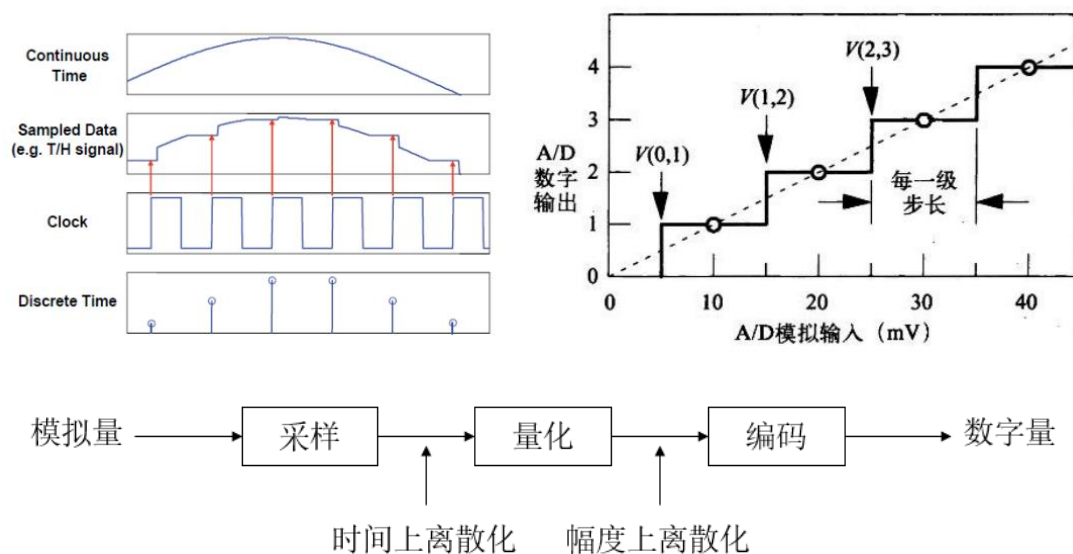 Continuous
Time
Sampled Data
(e.g. T/H signal)
Clock
Discrete Time
A/D
数字
输出
4
3
2
1
0
V(0,1)
V(1,2)
V(2,3)
每一级
步长
0 10 20 30 40
A/D模拟输入（mV）
模拟量 采样 量化 编码 数字量
时间上离散化 幅度上离散化